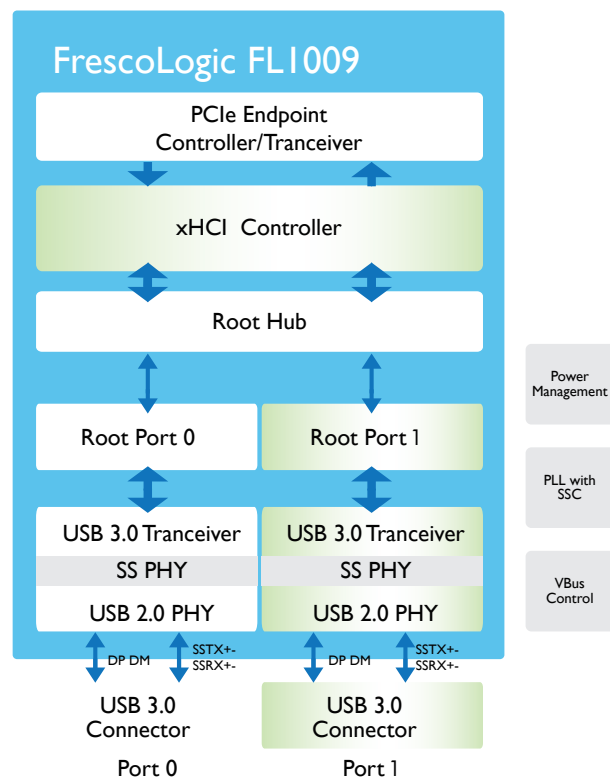 FrescoLogic FL1009
PCIe Endpoint
Controller/Tranceiver
xHCI Controller
Root Hub
Root Port 0
Root Port 1
USB 3.0 Tranceiver
SS PHY
USB 2.0 PHY
USB 3.0 Tranceiver
SS PHY
USB 2.0 PHY
DP DM
SSTX+-
SSRX+-
DP DM
SSTX+-
SSRX+-
USB 3.0
Connector
Port 0
USB 3.0
Connector
Port 1
Power
Management
PLL with
SSC
VBus
Control